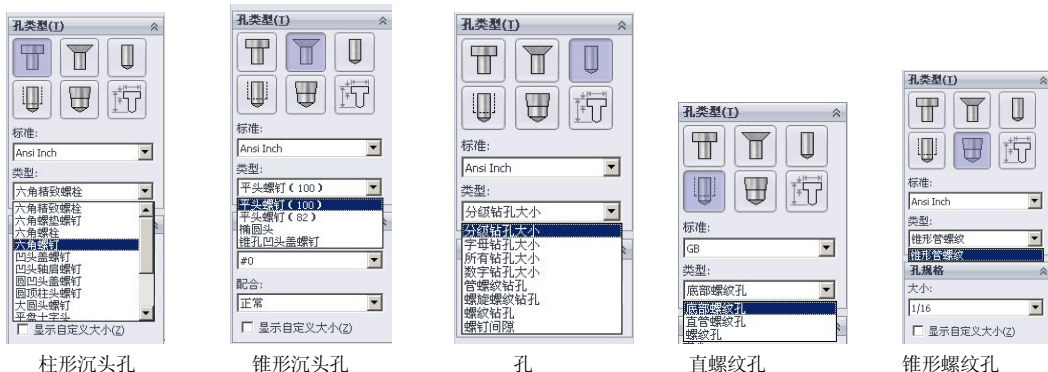 孔类型(T)
标准:
Ansi Inch
类型:
六角精致螺栓
六角精致螺栓
六角螺垫螺钉
六角螺栓
六角螺钉
凹头盖螺钉
凹头轴肩螺钉
圆凹头盖螺钉
圆顶柱头螺钉
大圆头螺钉
平盘十字头
显示自定义大小(Z)
柱形沉头孔
孔类型(T)
标准:
Ansi Inch
类型:
平头螺钉(100)
平头螺钉(100)
平头螺钉(82)
椭圆头
锥孔凹头盖螺钉
#0
配合:
正常
显示自定义大小(Z)
锥形沉头孔
孔类型(T)
标准:
Ansi Inch
类型:
分级钻孔大小
分级钻孔大小
字母钻孔大小
所有钻孔大小
数字钻孔大小
管螺纹钻孔
螺旋螺纹钻孔
螺纹钻孔
螺钉间隙
孔
孔类型(T)
标准:
GB
类型:
底部螺纹孔
底部螺纹孔
直管螺纹孔
螺纹孔
直螺纹孔
孔类型(T)
标准:
Ansi Inch
类型:
锥形管螺纹
锥形管螺纹
孔规格
大小:
1/16
显示自定义大小(Z)
锥形螺纹孔